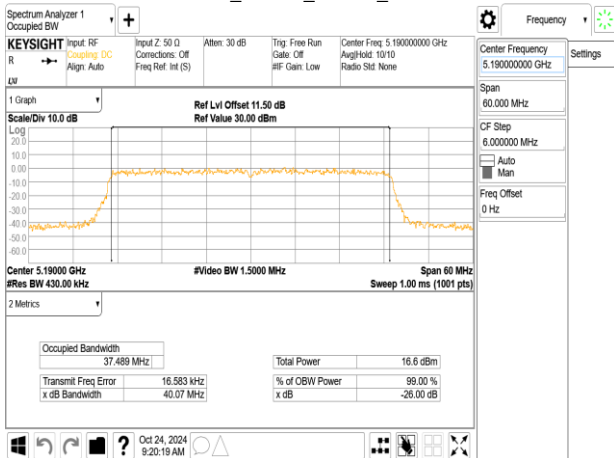 Spectrum Analyzer 1
Occupied BW
+
Frequency
KEYSIGHT
R
LXI
Input: RF
Coupling: DC
Align: Auto
Input Z: 50 Ω
Corrections: Off
Freq Ref: Int (S)
Atten: 30 dB
Trig: Free Run
Gate: Off
#IF Gain: Low
Center Freq: 5.190000000 GHz
Avg|Hold: 10/10
Radio Std: None
Center Frequency
5.190000000 GHz
Settings
Span
60.000 MHz
CF Step
6.000000 MHz
Auto
Man
Freq Offset
0 Hz
1 Graph
Scale/Div 10.0 dB
Ref Lvl Offset 11.50 dB
Ref Value 30.00 dBm
Log
20.0
10.0
0.00
-10.0
-20.0
-30.0
-40.0
-50.0
-60.0
Center 5.19000 GHz
#Video BW 1.5000 MHz
Span 60 MHz
#Res BW 430.00 kHz
Sweep 1.00 ms (1001 pts)
2 Metrics
Occupied Bandwidth
37.489 MHz
Total Power 16.6 dBm
Transmit Freq Error 16.583 kHz
% of OBW Power 99.00 %
x dB Bandwidth 40.07 MHz
x dB -26.00 dB
?
Oct 24, 2024
9:20:19 AM